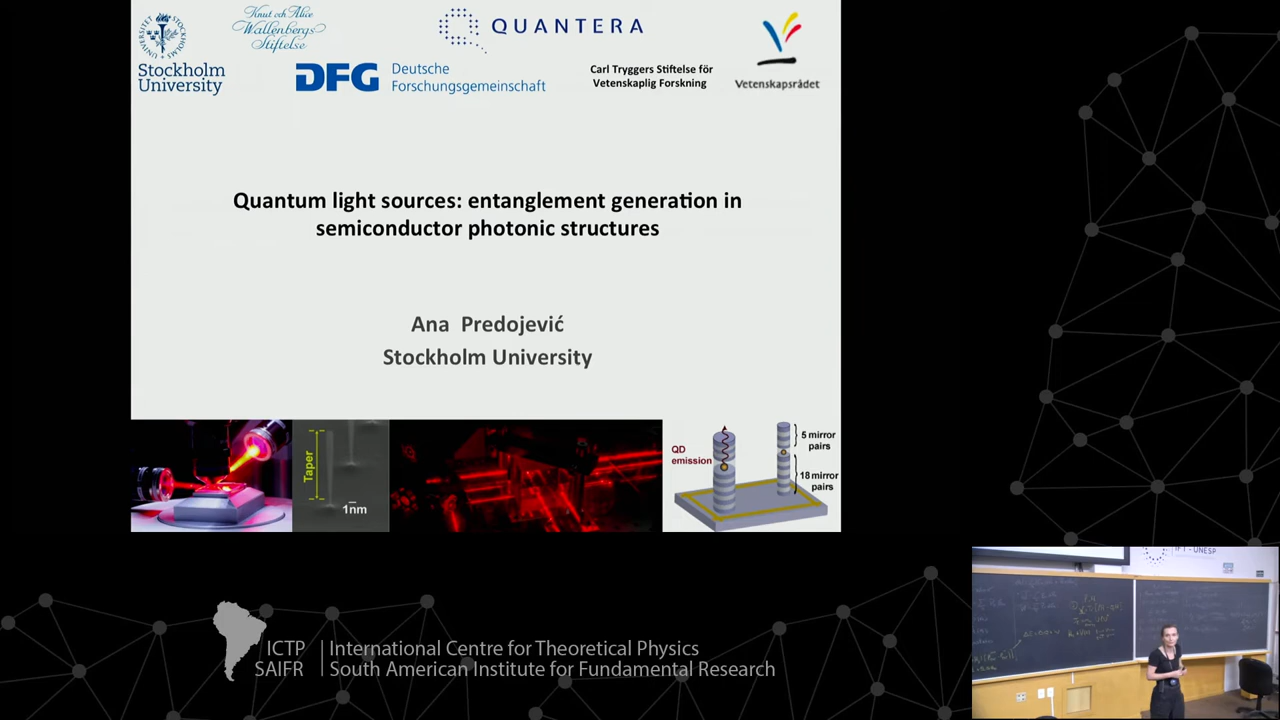 Knut och Alice
Wallenbergs
Stiftelse
QUANTERA
Stockholm
University
DFG
Deutsche
Forschungsgemeinschaft
Carl Tryggers Stiftelse för
Vetenskaplig Forskning
Vetenskapsrådet
Quantum light sources: entanglement generation in
semiconductor photonic structures
Ana Predojević
Stockholm University
Taper
1nm
QD
emission
5 mirror
pairs
18 mirror
pairs
IFT - UNESP
ICTP
SAIFR
International Centre for Theoretical Physics
South American Institute for Fundamental Research